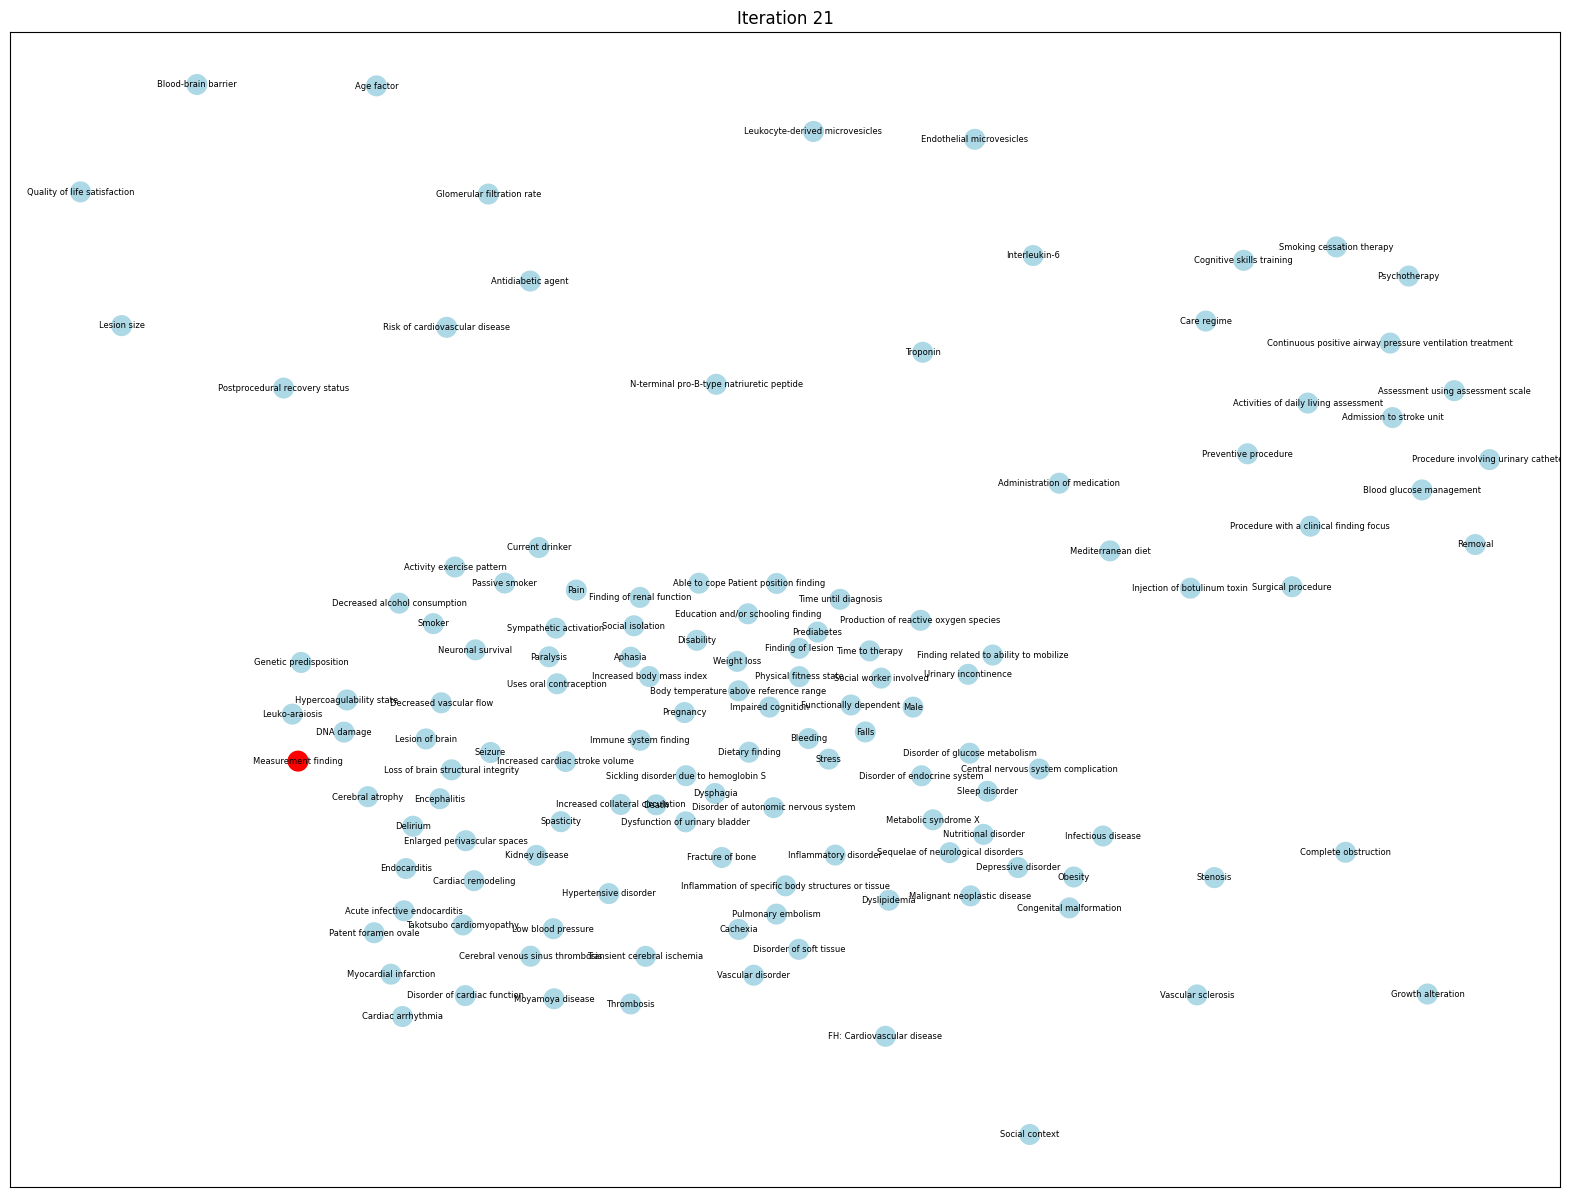 Iteration 21
Blood-brain barrier
Age factor
Leukocyte-derived microvesicles
Endothelial microvesicles
Quality of life satisfaction
Glomerular filtration rate
Smoking cessation therapy
Interleukin-6
Cognitive skills training
Psychotherapy
Antidiabetic agent
Lesion size
Risk of cardiovascular disease
Care regime
Continuous positive airway pressure ventilation treatment
Troponin
Postprocedural recovery status
N-terminal pro-B-type natriuretic peptide
Assessment using assessment scale
Activities of daily living assessment
Admission to stroke unit
Preventive procedure
Procedure involving urinary cathete
Administration of medication
Blood glucose management
Procedure with a clinical finding focus
Current drinker
Mediterranean diet
Removal
Activity exercise pattern
Passive smoker
Pain
Able to cope
Patient position finding
Injection of botulinum toxin
Surgical procedure
Decreased alcohol consumption
Finding of renal function
Time until diagnosis
Smoker
Sympathetic activation
Social isolation
Education and/or schooling finding
Prediabetes
Production of reactive oxygen species
Disability
Neuronal survival
Paralysis
Aphasia
Finding of lesion
Time to therapy
Finding related to ability to mobilize
Genetic predisposition
Weight loss
Increased body mass index
Physical fitness state
Social worker involved
Urinary incontinence
Uses oral contraception
Body temperature above reference range
Hypercoagulability state
Decreased vascular flow
Impaired cognition
Functionally dependent
Male
Leuko-araiosis
Pregnancy
DNA damage
Lesion of brain
Immune system finding
Bleeding
Falls
Seizure
Dietary finding
Disorder of glucose metabolism
Measurement finding
Increased cardiac stroke volume
Stress
Loss of brain structural integrity
Sickling disorder due to hemoglobin S
Disorder of endocrine system
Central nervous system complication
Cerebral atrophy
Encephalitis
Dysphagia
Sleep disorder
Increased collateral circulation
Death
Disorder of autonomic nervous system
Delirium
Spasticity
Dysfunction of urinary bladder
Metabolic syndrome X
Enlarged perivascular spaces
Nutritional disorder
Infectious disease
Kidney disease
Fracture of bone
Inflammatory disorder
Sequelae of neurological disorders
Complete obstruction
Endocarditis
Cardiac remodeling
Depressive disorder
Obesity
Stenosis
Hypertensive disorder
Inflammation of specific body structures or tissue
Dyslipidemia
Malignant neoplastic disease
Acute infective endocarditis
Pulmonary embolism
Congenital malformation
Patent foramen ovale
Takotsubo cardiomyopathy
Low blood pressure
Cachexia
Cerebral venous sinus thrombosis
Transient cerebral ischemia
Disorder of soft tissue
Myocardial infarction
Vascular disorder
Disorder of cardiac function
Moyamoya disease
Thrombosis
Vascular sclerosis
Growth alteration
Cardiac arrhythmia
FH: Cardiovascular disease
Social context